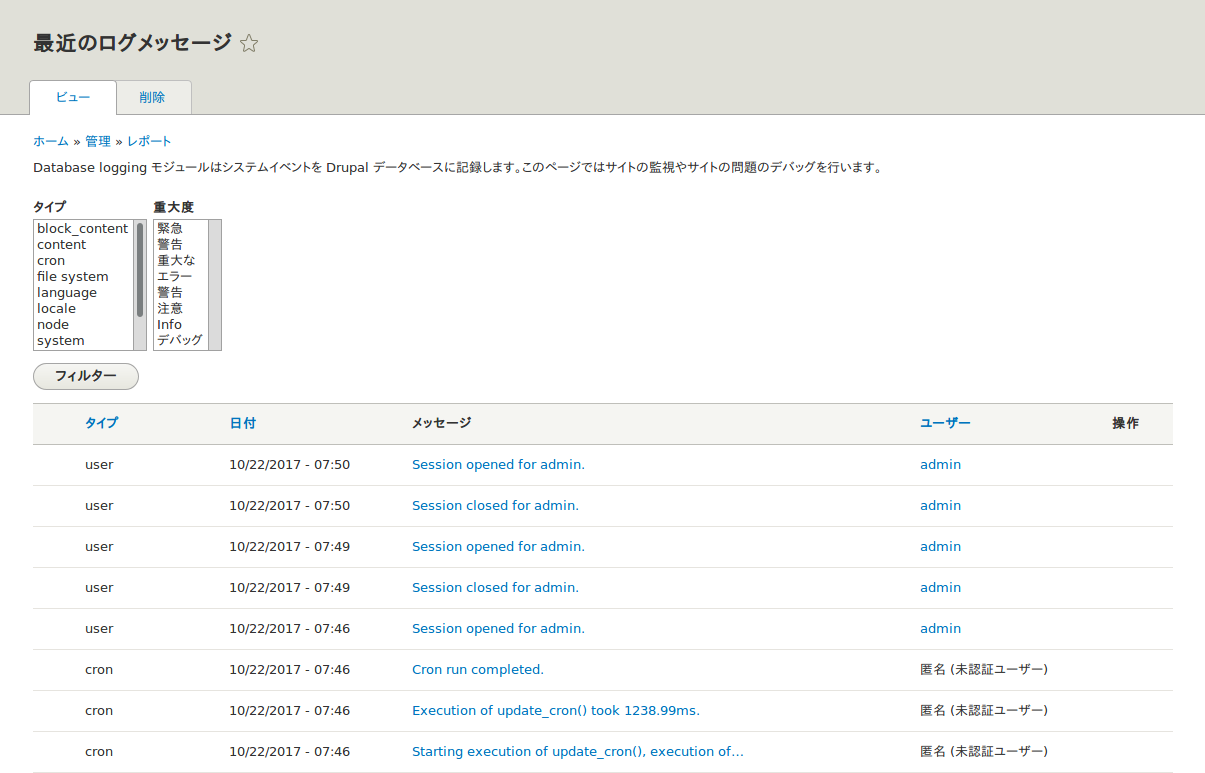 最近のログメッセージ
ビュー 削除
ホーム » 管理 » レポート
Database logging モジュールはシステムイベントを Drupal データベースに記録します。このページではサイトの監視やサイトの問題のデバッグを行います。
タイプ 重大度
block_content 緊急
content 警告
cron 重大な
file system エラー
language 警告
locale 注意
node Info
system デバッグ
フィルター
タイプ 日付 メッセージ ユーザー 操作
user 10/22/2017 - 07:50 Session opened for admin. admin
user 10/22/2017 - 07:50 Session closed for admin. admin
user 10/22/2017 - 07:49 Session opened for admin. admin
user 10/22/2017 - 07:49 Session closed for admin. admin
user 10/22/2017 - 07:46 Session opened for admin. admin
cron 10/22/2017 - 07:46 Cron run completed. 匿名 (未認証ユーザー)
cron 10/22/2017 - 07:46 Execution of update_cron() took 1238.99ms. 匿名 (未認証ユーザー)
cron 10/22/2017 - 07:46 Starting execution of update_cron(), execution of… 匿名 (未認証ユーザー)